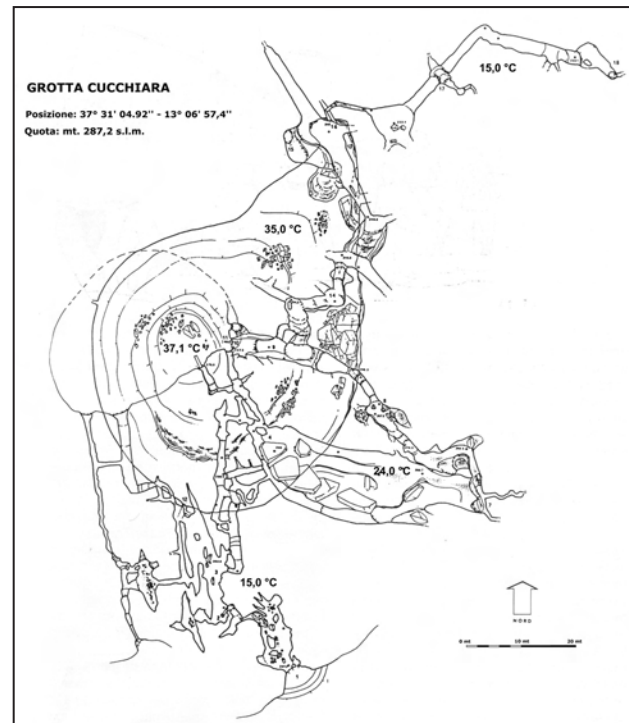 GROTTA CUCCHIARA
Posizione: 37° 31' 04.92'' - 13° 06' 57,4''
Quota: mt. 287,2 s.l.m.
15,0 °C
35,0 °C
37,1 °C
24,0 °C
15,0 °C
NORD
0 mt
10 mt
20 mt